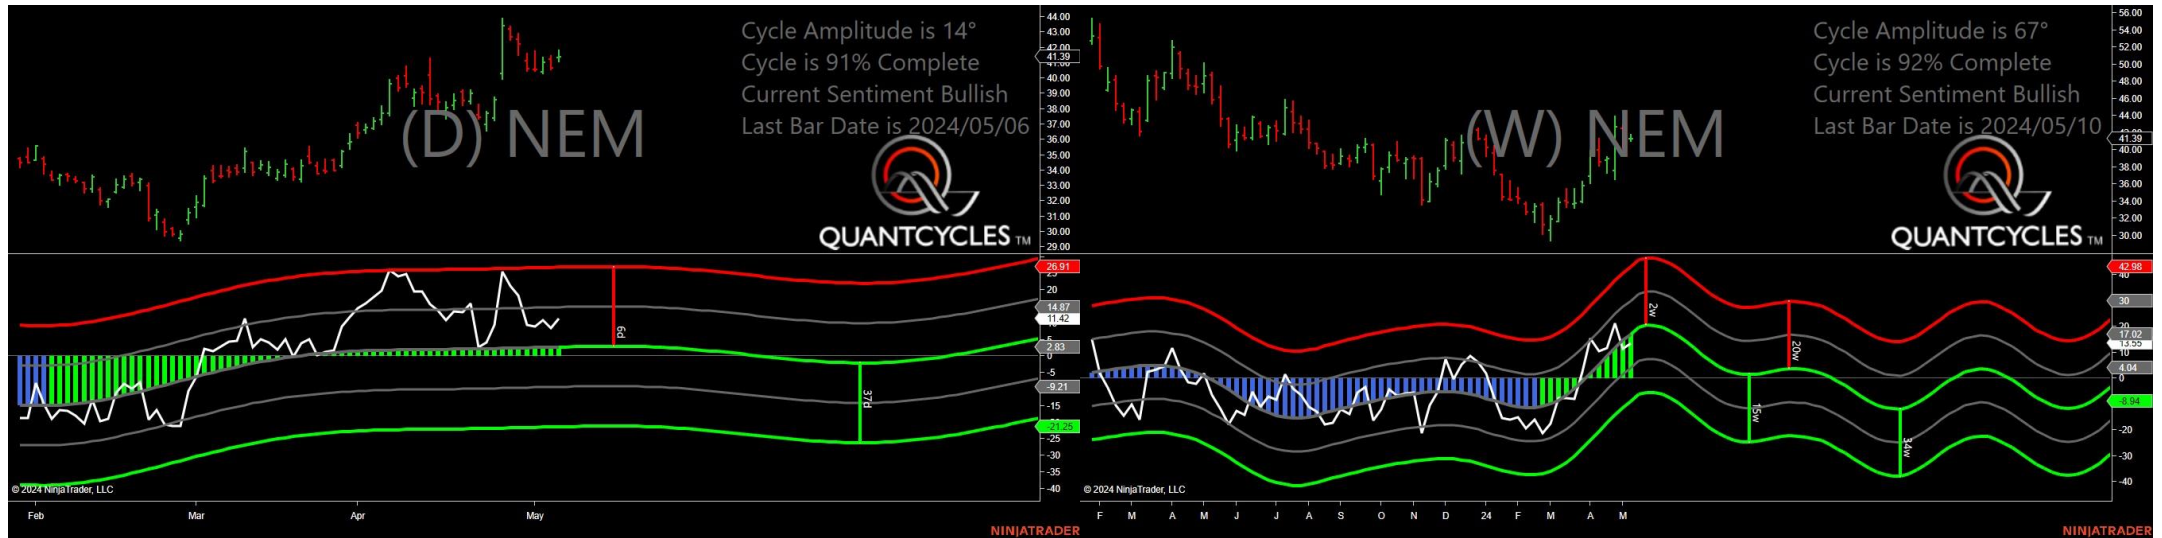 Cycle Amplitude is 14°
Cycle is 91% Complete
Current Sentiment Bullish
Last Bar Date is 2024/05/06
(D) NEM
QUANTCYCLES TM
44.00
43.00
42.00
41.39
41.00
40.00
39.00
38.00
37.00
36.00
35.00
34.00
33.00
32.00
31.00
30.00
29.00
26.91
25
20
14.87
11.42
2.83
0
-5
-9.21
-15
-21.25
-25
-30
-35
-40
6d
37d
© 2024 NinjaTrader, LLC
Feb Mar Apr May
NINJATRADER
Cycle Amplitude is 67°
Cycle is 92% Complete
Current Sentiment Bullish
Last Bar Date is 2024/05/10
(W) NEM
QUANTCYCLES TM
56.00
54.00
52.00
50.00
48.00
46.00
44.00
41.39
40.00
38.00
36.00
34.00
32.00
30.00
42.98
40
30
20
17.02
13.55
10
4.04
0
-8.94
-20
-30
-40
2w
20w
15w
34w
© 2024 NinjaTrader, LLC
F M A M J J A S O N D 24 F M A M
NINJATRADER